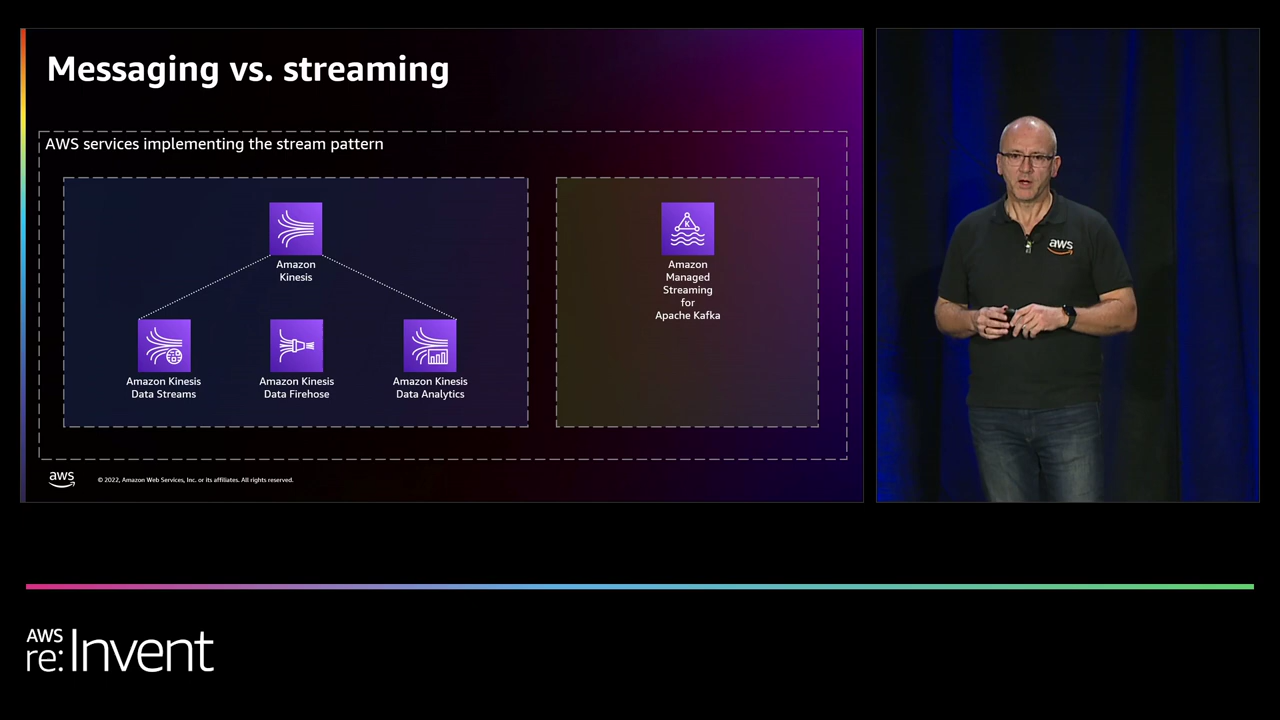 Messaging vs. streaming
AWS services implementing the stream pattern
Amazon
Kinesis
Amazon Kinesis
Data Streams
Amazon Kinesis
Data Firehose
Amazon Kinesis
Data Analytics
K
Amazon
Managed
Streaming
for
Apache Kafka
aws
© 2022, Amazon Web Services, Inc. or its affiliates. All rights reserved.
aws
AWS
re:Invent